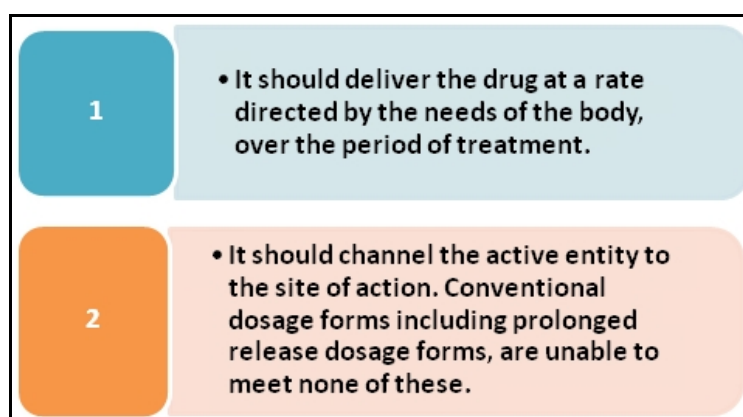 1
• It should deliver the drug at a rate
directed by the needs of the body,
over the period of treatment.
2
• It should channel the active entity to
the site of action. Conventional
dosage forms including prolonged
release dosage forms, are unable to
meet none of these.